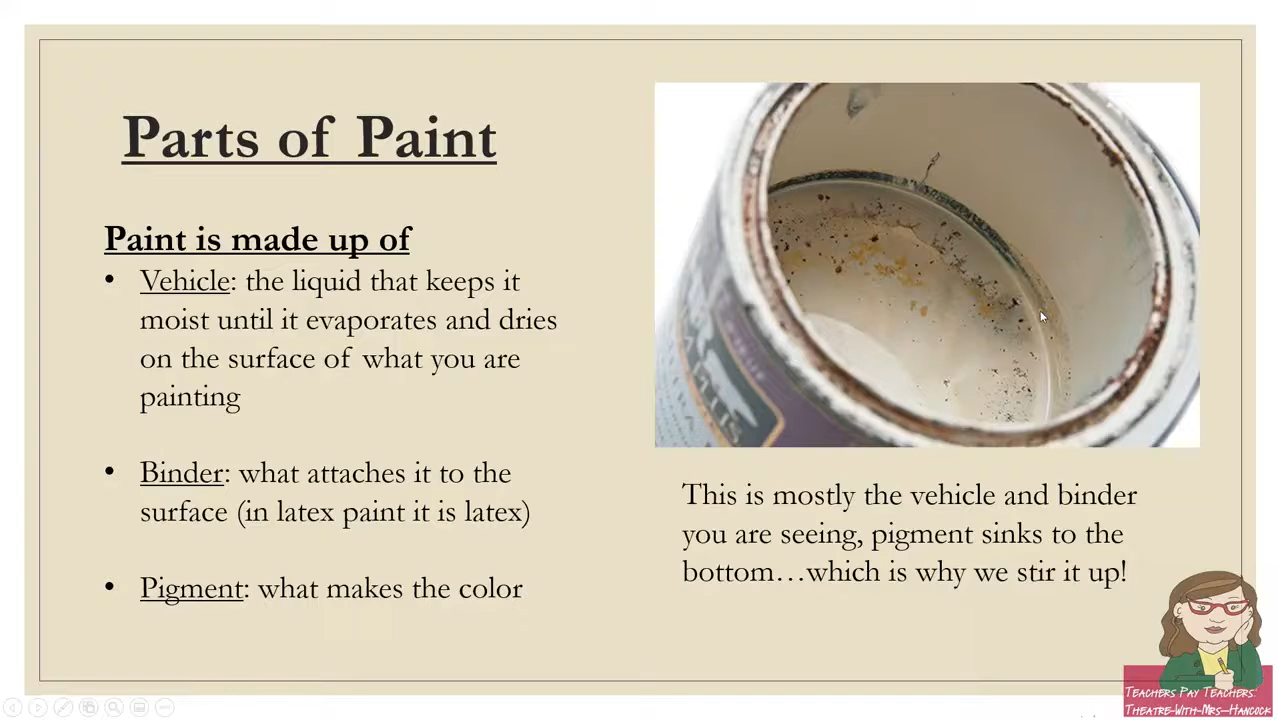 Parts of Paint
Paint is made up of
• Vehicle: the liquid that keeps it
moist until it evaporates and dries
on the surface of what you are
painting
• Binder: what attaches it to the
surface (in latex paint it is latex)
• Pigment: what makes the color
This is mostly the vehicle and binder
you are seeing, pigment sinks to the
bottom…which is why we stir it up!
Teachers Pay Teachers:
Theatre-With-Mrs-Hancock